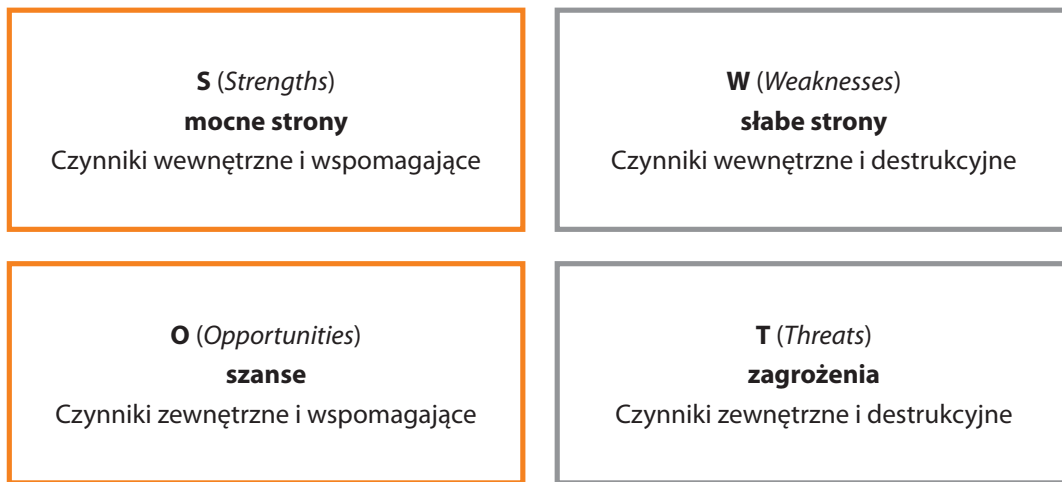 S (Strengths)
mocne strony
Czynniki wewnętrzne i wspomagające
W (Weaknesses)
słabe strony
Czynniki wewnętrzne i destrukcyjne
O (Opportunities)
szanse
Czynniki zewnętrzne i wspomagające
T (Threats)
zagrożenia
Czynniki zewnętrzne i destrukcyjne